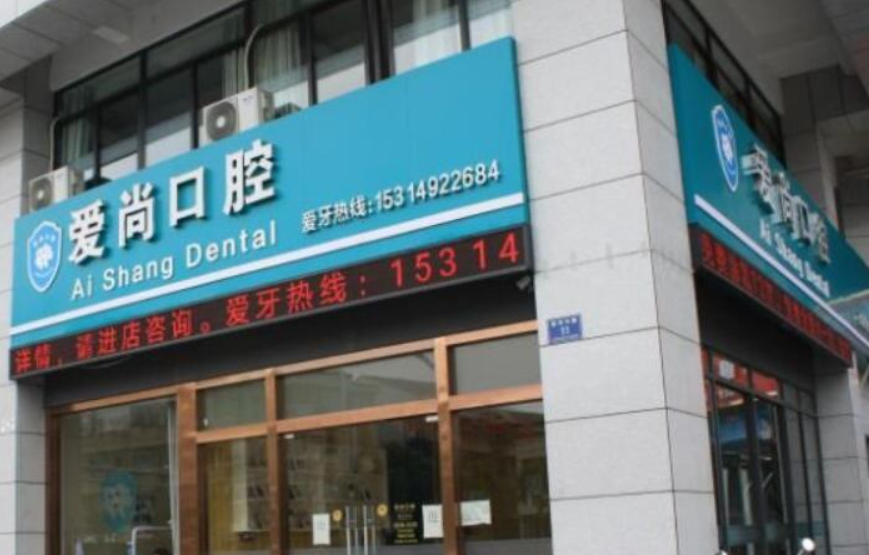 爱尚口腔
Ai Shang Dental
爱牙热线:15314922684
详情，请进店咨询。爱牙热线：15314
爱尚口腔
Ai Shang Dental